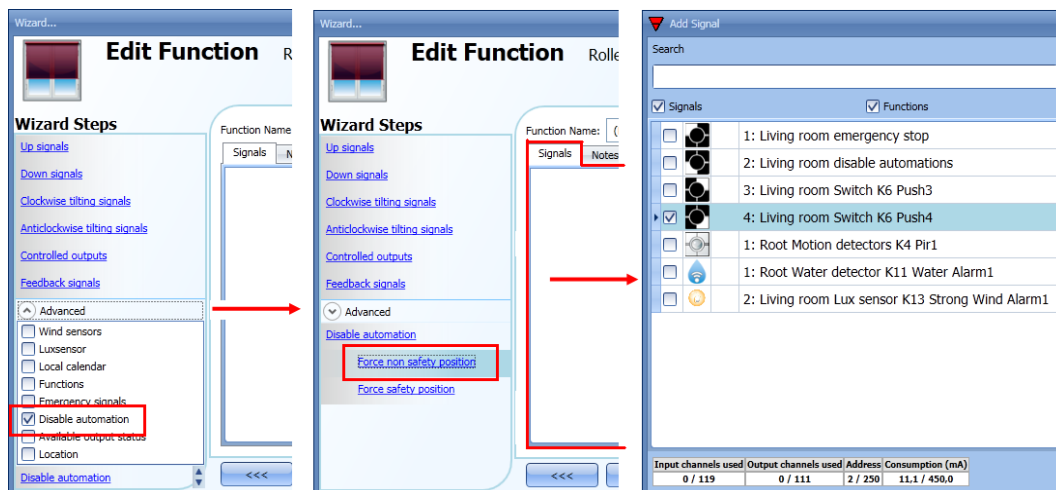 Wizard...
Edit Function R
Wizard Steps
Up signals
Down signals
Clockwise tilting signals
Anticlockwise tilting signals
Controlled outputs
Feedback signals
Advanced
Wind sensors
Luxsensor
Local calendar
Functions
Emergency signals
Disable automation
Available output status
Location
Disable automation
Function Name
Signals N
<<<
Wizard...
Edit Function Rolle
Wizard Steps
Up signals
Down signals
Clockwise tilting signals
Anticlockwise tilting signals
Controlled outputs
Feedback signals
Advanced
Disable automation
Force non safety position
Force safety position
Function Name: (
Signals Notes
<<<
Add Signal
Search
Signals Functions
1: Living room emergency stop
2: Living room disable automations
3: Living room Switch K6 Push3
4: Living room Switch K6 Push4
1: Root Motion detectors K4 Pir1
1: Root Water detector K11 Water Alarm1
2: Living room Lux sensor K13 Strong Wind Alarm1
Input channels used Output channels used Address Consumption (mA)
0 / 119 0 / 111 2 / 250 11,1 / 450,0